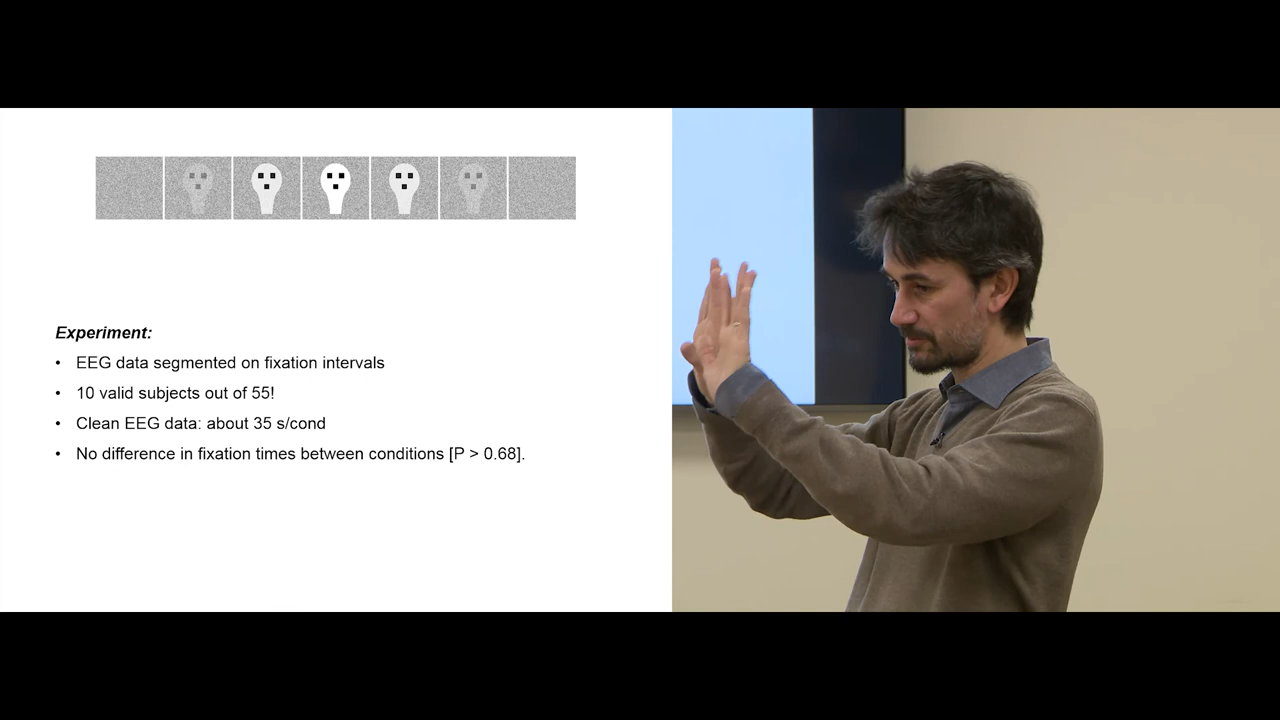 Experiment:
• EEG data segmented on fixation intervals
• 10 valid subjects out of 55!
• Clean EEG data: about 35 s/cond
• No difference in fixation times between conditions [P > 0.68].